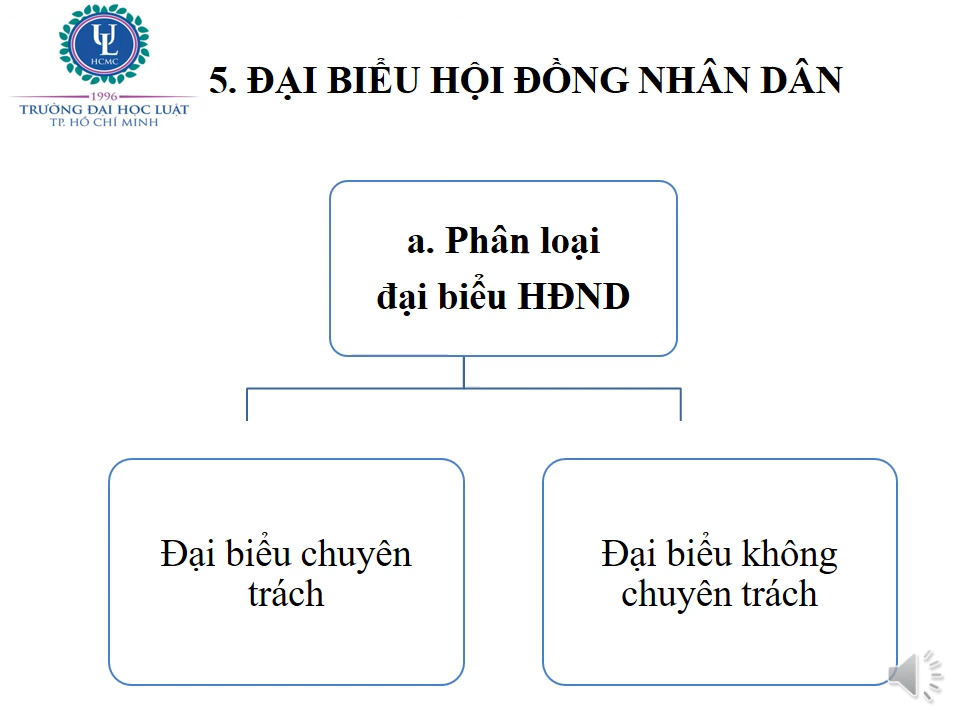 UL
HCMC
1996
TRƯỜNG ĐẠI HỌC LUẬT
TP. HỒ CHÍ MINH
5. ĐẠI BIỂU HỘI ĐỒNG NHÂN DÂN
a. Phân loại
đại biểu HĐND
Đại biểu chuyên
trách
Đại biểu không
chuyên trách